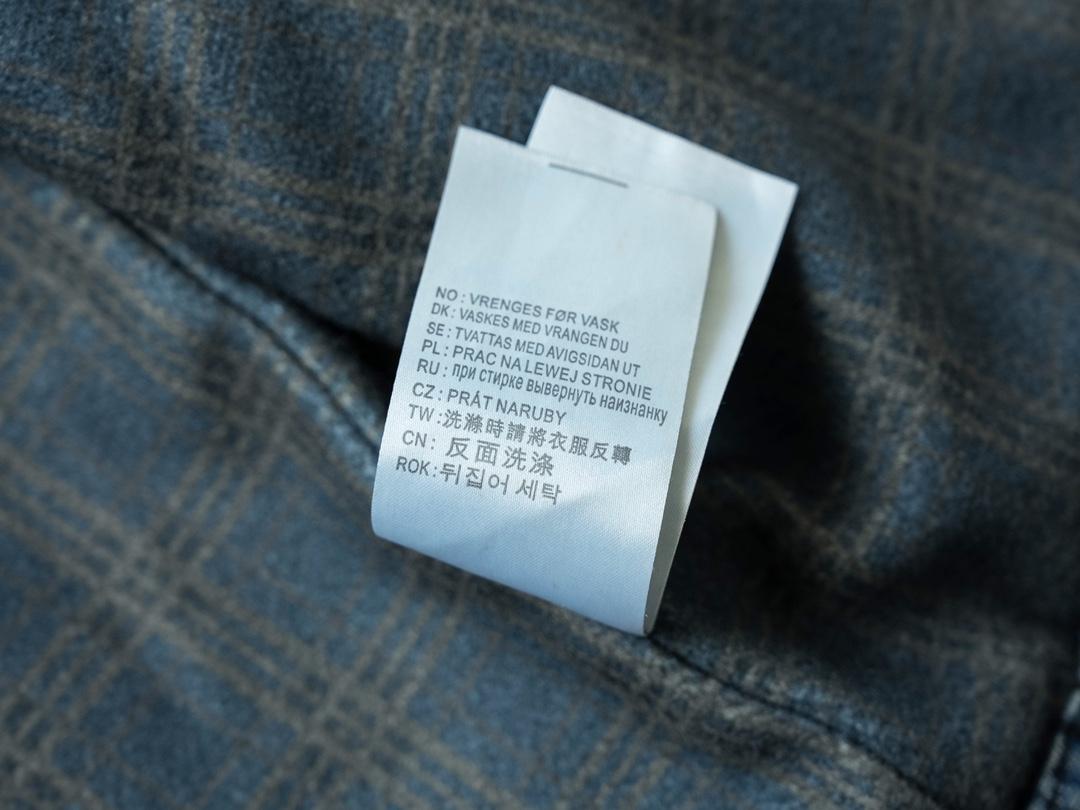 NO : VRENGES FØR VASK
DK : VASKES MED VRANGEN DU
SE : TVATTAS MED AVIGSIDAN UT
PL : PRAC NA LEWEJ STRONIE
RU : при стирке вывернуть наизнанку
CZ : PRÁT NARUBY
TW :洗滌時請將衣服反轉
CN : 反面洗涤
ROK :뒤집어 세탁